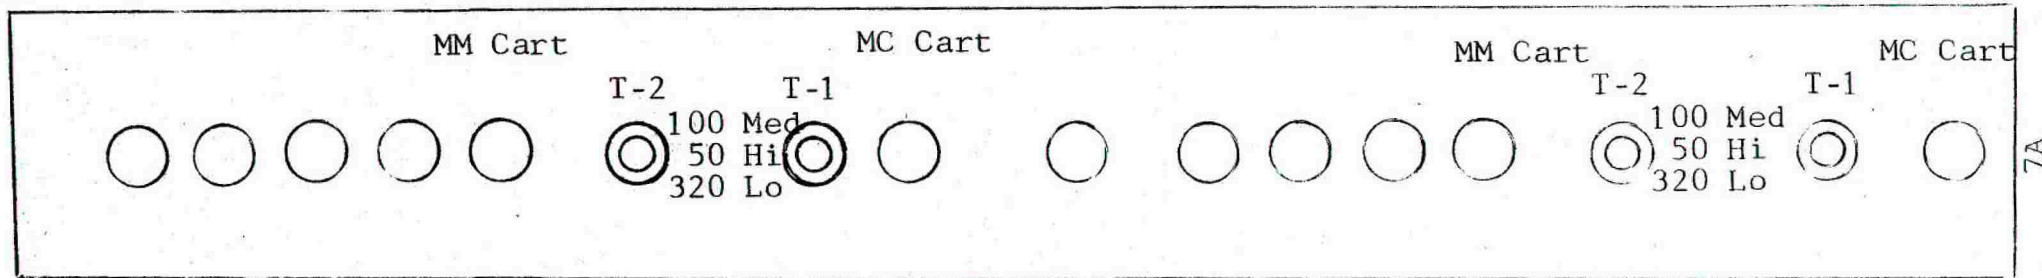 MM Cart MC Cart MM Cart MC Cart
T-2 T-1 T-2 T-1
100 Med 100 Med
50 Hi 50 Hi
320 Lo 320 Lo
7A